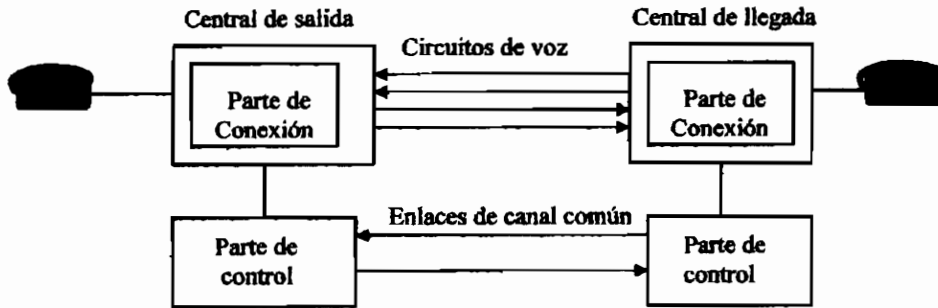 Central de salida
Central de llegada
Circuitos de voz
Parte de
Conexión
Parte de
Conexión
Enlaces de canal común
Parte de
control
Parte de
control